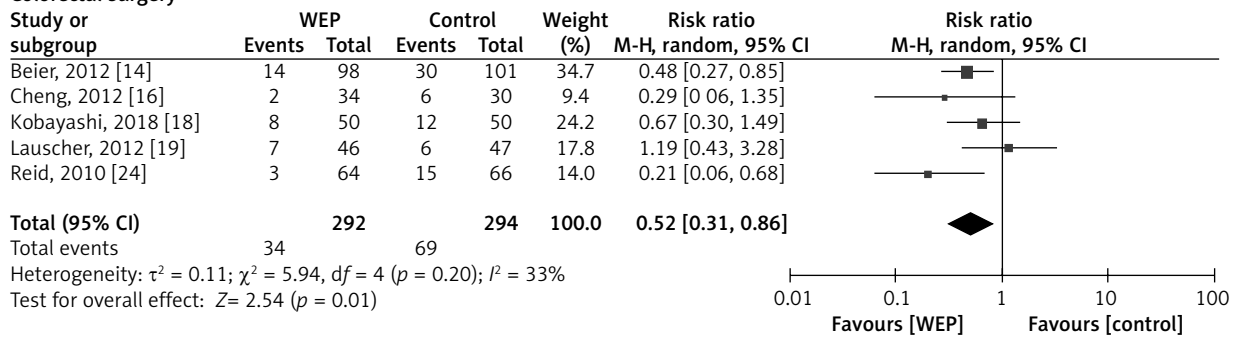 Study or WEP Control Weight Risk ratio Risk ratio
subgroup Events Total Events Total (%) M-H, random, 95% CI M-H, random, 95% CI
Beier, 2012 [14] 14 98 30 101 34.7 0.48 [0.27, 0.85]
Cheng, 2012 [16] 2 34 6 30 9.4 0.29 [0 06, 1.35]
Kobayashi, 2018 [18] 8 50 12 50 24.2 0.67 [0.30, 1.49]
Lauscher, 2012 [19] 7 46 6 47 17.8 1.19 [0.43, 3.28]
Reid, 2010 [24] 3 64 15 66 14.0 0.21 [0.06, 0.68]
Total (95% CI) 292 294 100.0 0.52 [0.31, 0.86]
Total events 34 69
Heterogeneity: τ² = 0.11; χ² = 5.94, df = 4 (p = 0.20); I² = 33%
Test for overall effect: Z= 2.54 (p = 0.01)
0.01 0.1 1 10 100
Favours [WEP] Favours [control]